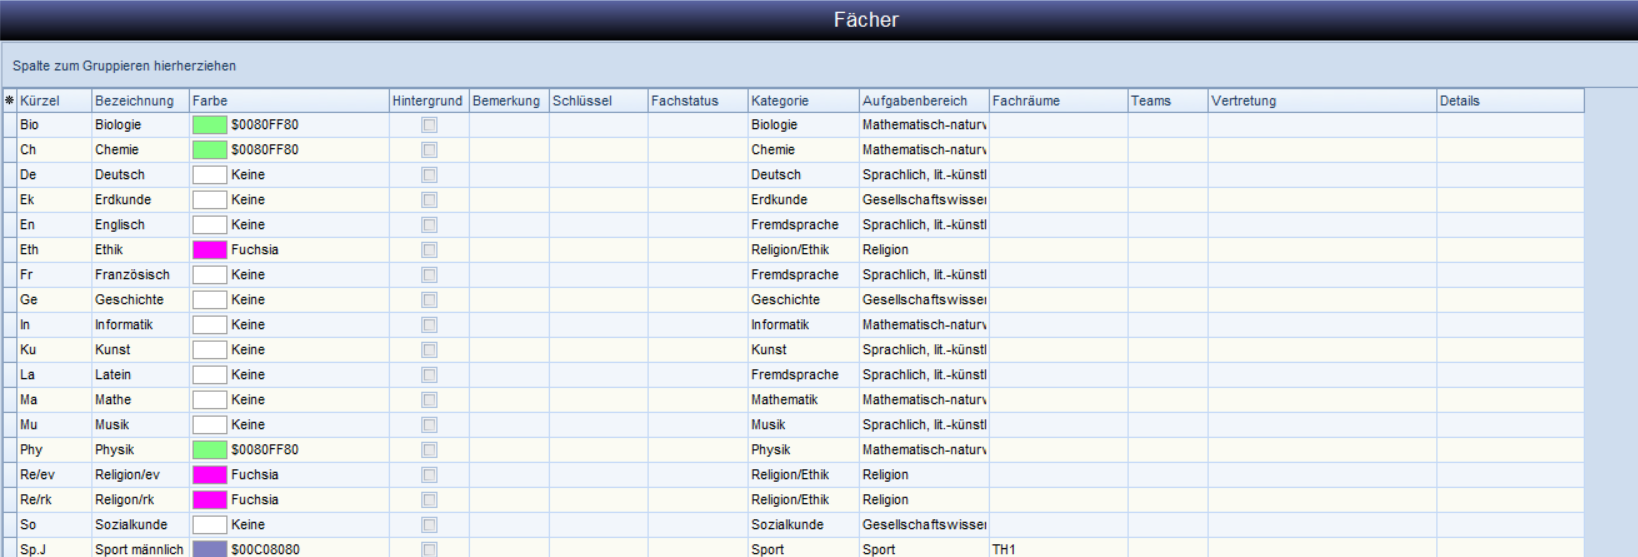 Fächer
Spalte zum Gruppieren hierherziehen
Kürzel Bezeichnung Farbe Hintergrund Bemerkung Schlüssel Fachstatus Kategorie Aufgabenbereich Fachräume Teams Vertretung Details
Bio Biologie $0080FF80 Biologie Mathematisch-naturv
Ch Chemie $0080FF80 Chemie Mathematisch-naturv
De Deutsch Keine Deutsch Sprachlich, lit.-künstl
Ek Erdkunde Keine Erdkunde Gesellschaftswisser
En Englisch Keine Fremdsprache Sprachlich, lit.-künstl
Eth Ethik Fuchsia Religion/Ethik Religion
Fr Französisch Keine Fremdsprache Sprachlich, lit.-künstl
Ge Geschichte Keine Geschichte Gesellschaftswisser
In Informatik Keine Informatik Mathematisch-naturv
Ku Kunst Keine Kunst Sprachlich, lit.-künstl
La Latein Keine Fremdsprache Sprachlich, lit.-künstl
Ma Mathe Keine Mathematik Mathematisch-naturv
Mu Musik Keine Musik Sprachlich, lit.-künstl
Phy Physik $0080FF80 Physik Mathematisch-naturv
Re/ev Religion/ev Fuchsia Religion/Ethik Religion
Re/rk Religon/rk Fuchsia Religion/Ethik Religion
So Sozialkunde Keine Sozialkunde Gesellschaftswisser
Sp.J Sport männlich $00C08080 Sport Sport TH1